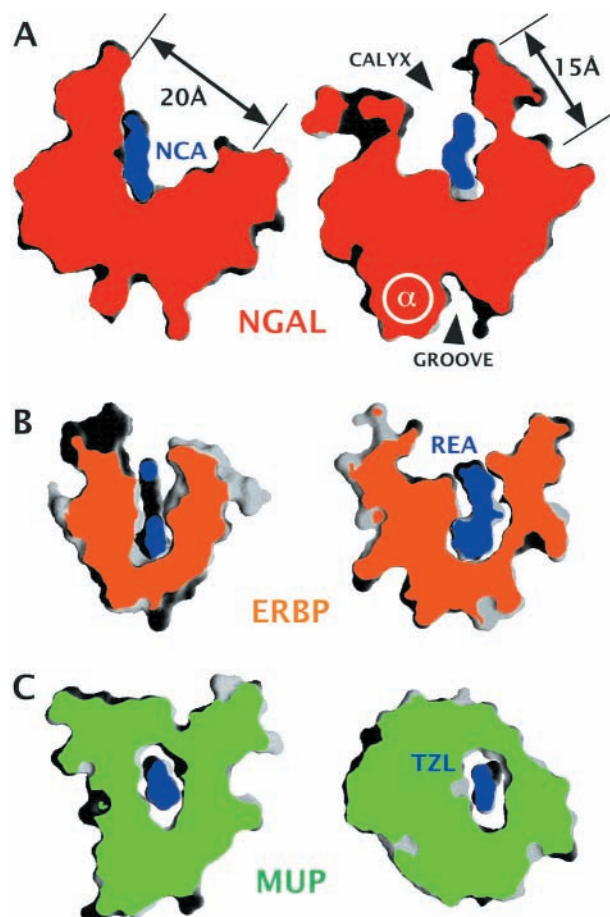 A
20Å
NCA
CALYX
15Å
α
NGAL
GROOVE
B
REA
ERBP
C
TZL
MUP